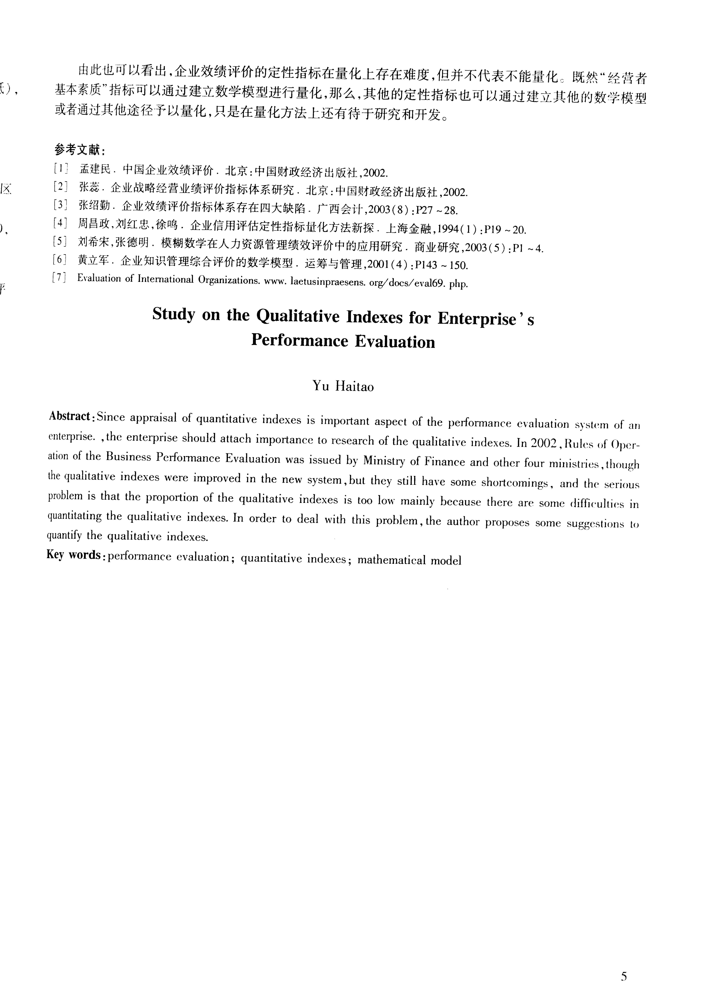 由此也可以看出,企业效绩评价的定性指标在量化上存在难度,但并不代表不能量化。既然“经营者
基本素质”指标可以通过建立数学模型进行量化,那么,其他的定性指标也可以通过建立其他的数学模型
或者通过其他途径予以量化,只是在量化方法上还有待于研究和开发。
),
区
),
参考文献:
[1] 孟建民. 中国企业效绩评价. 北京:中国财政经济出版社,2002.
[2] 张蕊. 企业战略经营业绩评价指标体系研究. 北京:中国财政经济出版社,2002.
[3] 张绍勤. 企业效绩评价指标体系存在四大缺陷. 广西会计,2003(8):P27~28.
[4] 周昌政,刘红忠,徐鸣. 企业信用评估定性指标量化方法新探. 上海金融,1994(1):P19~20.
[5] 刘希宋,张德明. 模糊数学在人力资源管理绩效评价中的应用研究. 商业研究,2003(5):P1~4.
[6] 黄立军. 企业知识管理综合评价的数学模型. 运筹与管理,2001(4):P143~150.
[7] Evaluation of International Organizations. www. laetusinpraesens. org/docs/eval69. php.
Study on the Qualitative Indexes for Enterprise's
Performance Evaluation
Yu Haitao
Abstract:Since appraisal of quantitative indexes is important aspect of the performance evaluation system of an
enterprise. ,the enterprise should attach importance to research of the qualitative indexes. In 2002,Rules of Oper-
ation of the Business Performance Evaluation was issued by Ministry of Finance and other four ministries,though
the qualitative indexes were improved in the new system,but they still have some shortcomings, and the serious
problem is that the proportion of the qualitative indexes is too low mainly because there are some difficulties in
quantitating the qualitative indexes. In order to deal with this problem,the author proposes some suggestions to
quantify the qualitative indexes.
Key words:performance evaluation; quantitative indexes; mathematical model
5